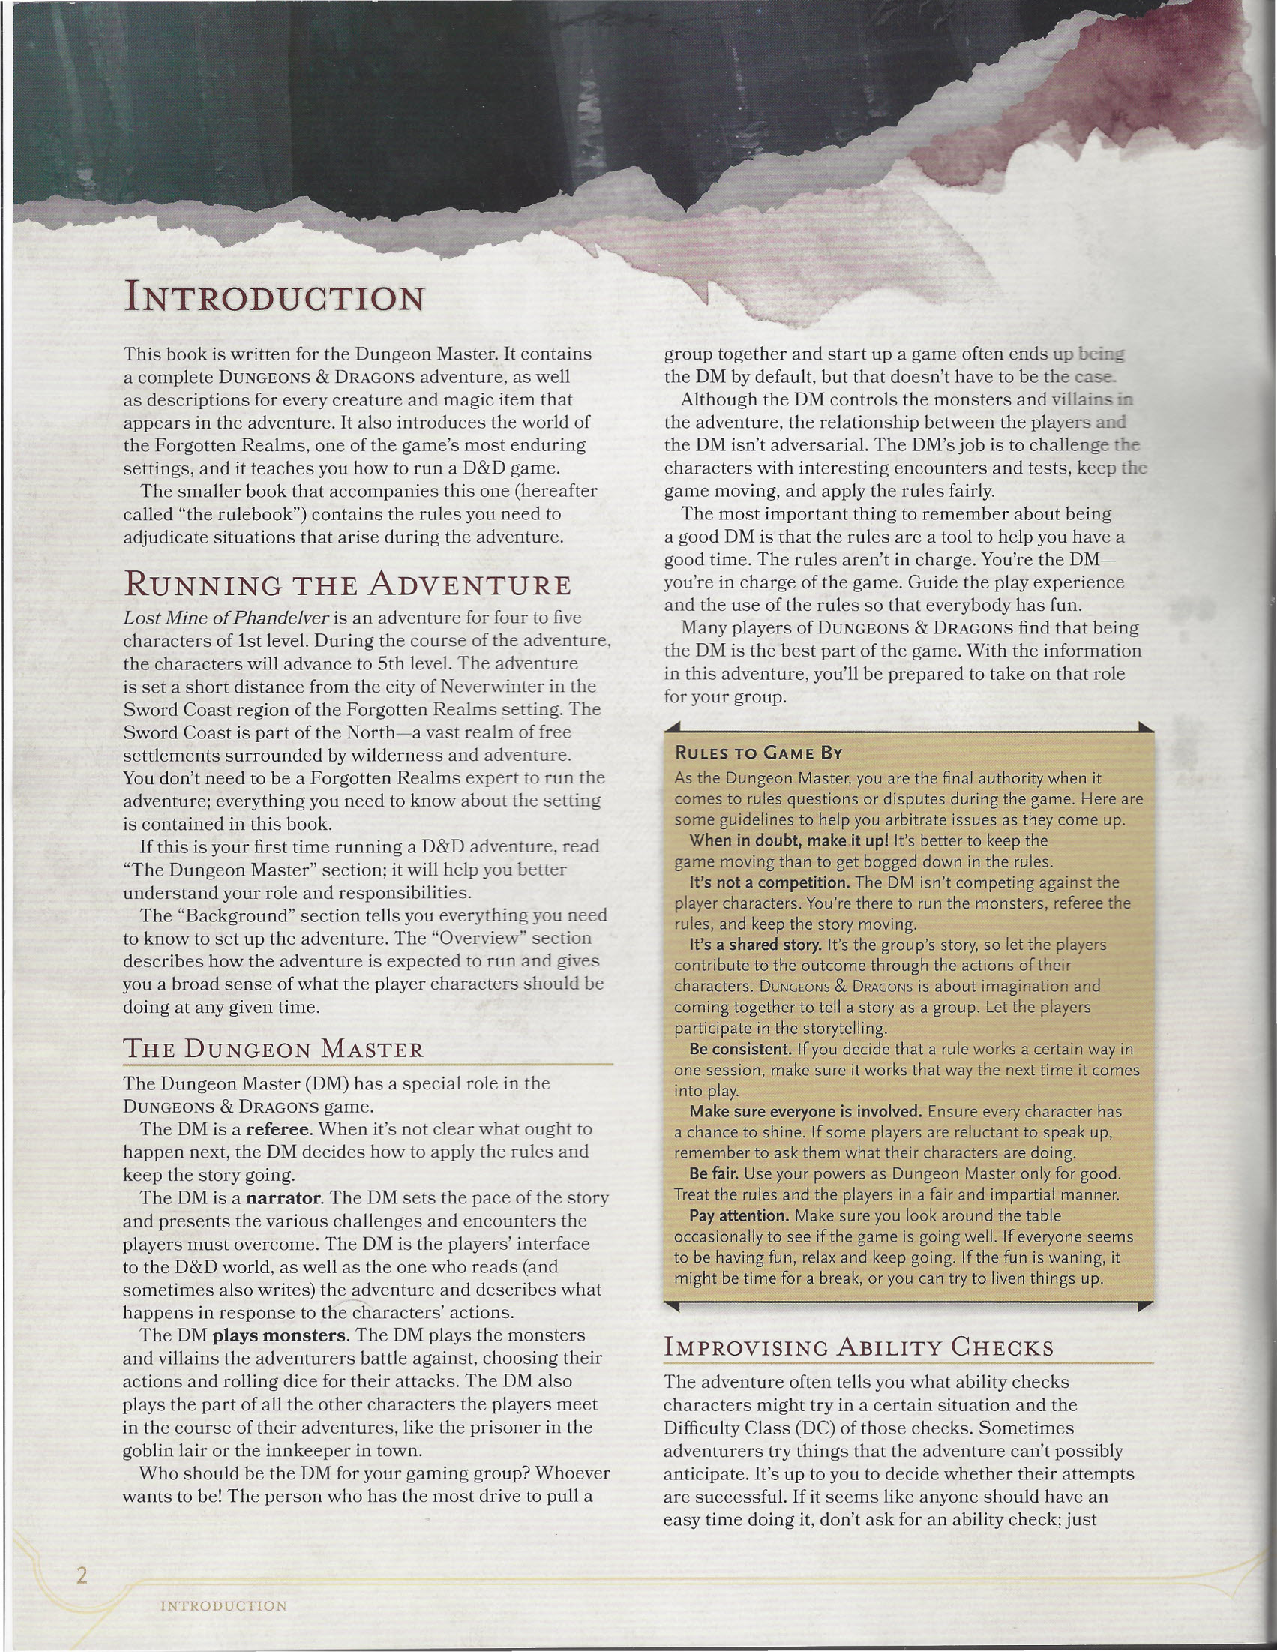 INTRODUCTION
This book is written for the Dungeon Master. It contains
a complete DUNGEONS & DRAGONS adventure, as well
as descriptions for every creature and magic item that
appears in the adventure. It also introduces the world of
the Forgotten Realms, one of the game's most enduring
settings, and it teaches you how to run a D&D game.
The smaller book that accompanies this one (hereafter
called "the rulebook") contains the rules you need to
adjudicate situations that arise during the adventure.
RUNNING THE ADVENTURE
Lost Mine of Phandelver is an adventure for four to five
characters of 1st level. During the course of the adventure,
the characters will advance to 5th level. The adventure
is set a short distance from the city of Neverwinter in the
Sword Coast region of the Forgotten Realms setting. The
Sword Coast is part of the North—a vast realm of free
settlements surrounded by wilderness and adventure.
You don't need to be a Forgotten Realms expert to run the
adventure; everything you need to know about the setting
is contained in this book.
If this is your first time running a D&D adventure, read
"The Dungeon Master" section; it will help you better
understand your role and responsibilities.
The "Background" section tells you everything you need
to know to set up the adventure. The "Overview" section
describes how the adventure is expected to run and gives
you a broad sense of what the player characters should be
doing at any given time.
THE DUNGEON MASTER
The Dungeon Master (DM) has a special role in the
DUNGEONS & DRAGONS game.
The DM is a referee. When it's not clear what ought to
happen next, the DM decides how to apply the rules and
keep the story going.
The DM is a narrator. The DM sets the pace of the story
and presents the various challenges and encounters the
players must overcome. The DM is the players' interface
to the D&D world, as well as the one who reads (and
sometimes also writes) the adventure and describes what
happens in response to the characters' actions.
The DM plays monsters. The DM plays the monsters
and villains the adventurers battle against, choosing their
actions and rolling dice for their attacks. The DM also
plays the part of all the other characters the players meet
in the course of their adventures, like the prisoner in the
goblin lair or the innkeeper in town.
Who should be the DM for your gaming group? Whoever
wants to be! The person who has the most drive to pull a
group together and start up a game often ends up being
the DM by default, but that doesn't have to be the case.
Although the DM controls the monsters and villains in
the adventure, the relationship between the players and
the DM isn't adversarial. The DM's job is to challenge the
characters with interesting encounters and tests, keep the
game moving, and apply the rules fairly.
The most important thing to remember about being
a good DM is that the rules are a tool to help you have a
good time. The rules aren't in charge. You're the DM—
you're in charge of the game. Guide the play experience
and the use of the rules so that everybody has fun.
Many players of DUNGEONS & DRAGONS find that being
the DM is the best part of the game. With the information
in this adventure, you'll be prepared to take on that role
for your group.
RULES TO GAME BY
As the Dungeon Master, you are the final authority when it
comes to rules questions or disputes during the game. Here are
some guidelines to help you arbitrate issues as they come up.
When in doubt, make it up! It's better to keep the
game moving than to get bogged down in the rules.
It's not a competition. The DM isn't competing against the
player characters. You're there to run the monsters, referee the
rules, and keep the story moving.
It's a shared story. It's the group's story, so let the players
contribute to the outcome through the actions of their
characters. DUNGEONS & DRAGONS is about imagination and
coming together to tell a story as a group. Let the players
participate in the storytelling.
Be consistent. If you decide that a rule works a certain way in
one session, make sure it works that way the next time it comes
into play.
Make sure everyone is involved. Ensure every character has
a chance to shine. If some players are reluctant to speak up,
remember to ask them what their characters are doing.
Be fair. Use your powers as Dungeon Master only for good.
Treat the rules and the players in a fair and impartial manner.
Pay attention. Make sure you look around the table
occasionally to see if the game is going well. If everyone seems
to be having fun, relax and keep going. If the fun is waning, it
might be time for a break, or you can try to liven things up.
IMPROVISING ABILITY CHECKS
The adventure often tells you what ability checks
characters might try in a certain situation and the
Difficulty Class (DC) of those checks. Sometimes
adventurers try things that the adventure can't possibly
anticipate. It's up to you to decide whether their attempts
are successful. If it seems like anyone should have an
easy time doing it, don't ask for an ability check; just
2
INTRODUCTION